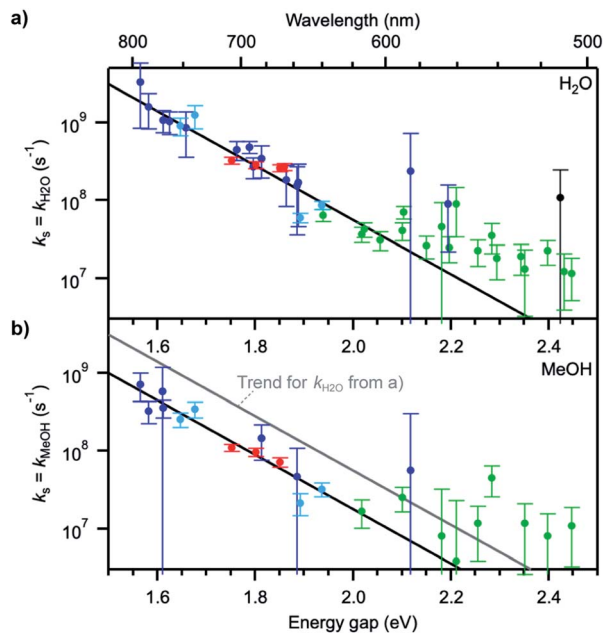 Wavelength (nm)
a)
800 700 600 500
H₂O
10⁹
10⁸
10⁷
kₛ = k_H2O (s⁻¹)
1.6 1.8 2.0 2.2 2.4
b)
MeOH
Trend for k_H2O from a)
10⁹
10⁸
10⁷
kₛ = k_MeOH (s⁻¹)
1.6 1.8 2.0 2.2 2.4
Energy gap (eV)